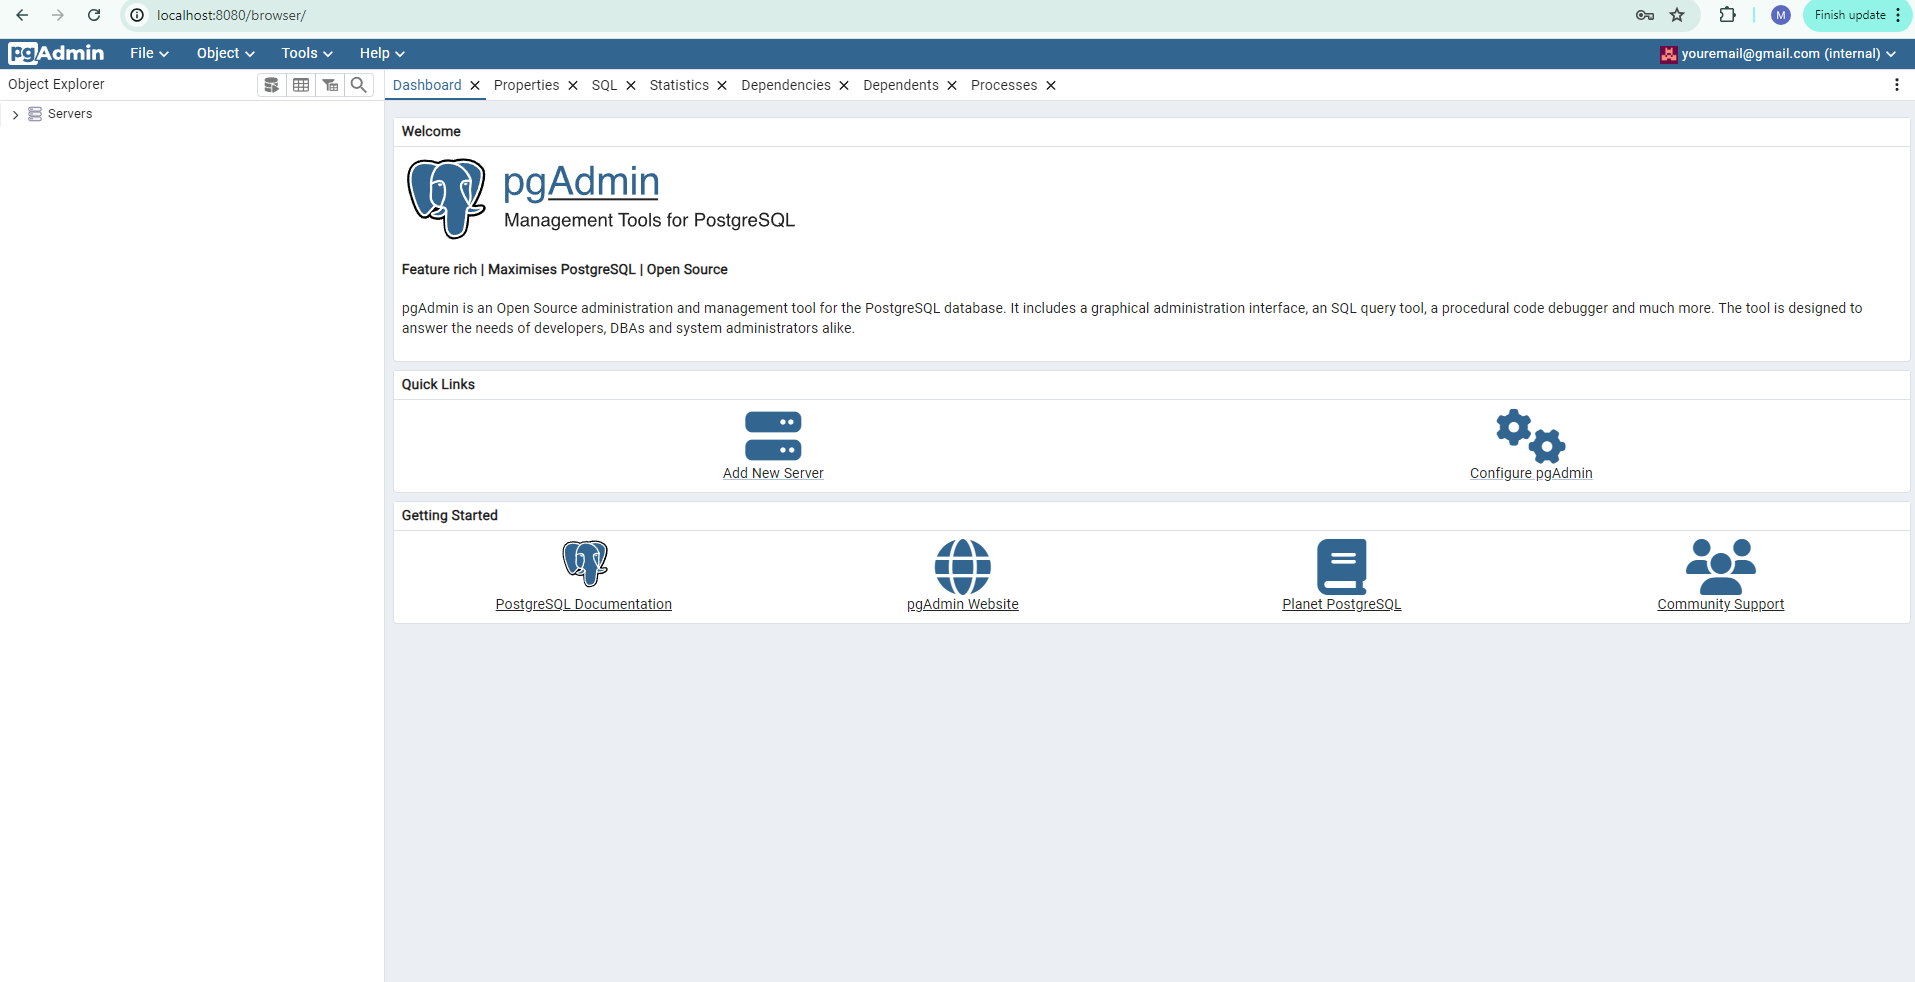 localhost:8080/browser/
M
Finish update
pgAdmin
File
Object
Tools
Help
youremail@gmail.com (internal)
Object Explorer
Dashboard
Properties
SQL
Statistics
Dependencies
Dependents
Processes
Servers
Welcome
pgAdmin
Management Tools for PostgreSQL
Feature rich | Maximises PostgreSQL | Open Source
pgAdmin is an Open Source administration and management tool for the PostgreSQL database. It includes a graphical administration interface, an SQL query tool, a procedural code debugger and much more. The tool is designed to
answer the needs of developers, DBAs and system administrators alike.
Quick Links
Add New Server
Configure pgAdmin
Getting Started
PostgreSQL Documentation
pgAdmin Website
Planet PostgreSQL
Community Support